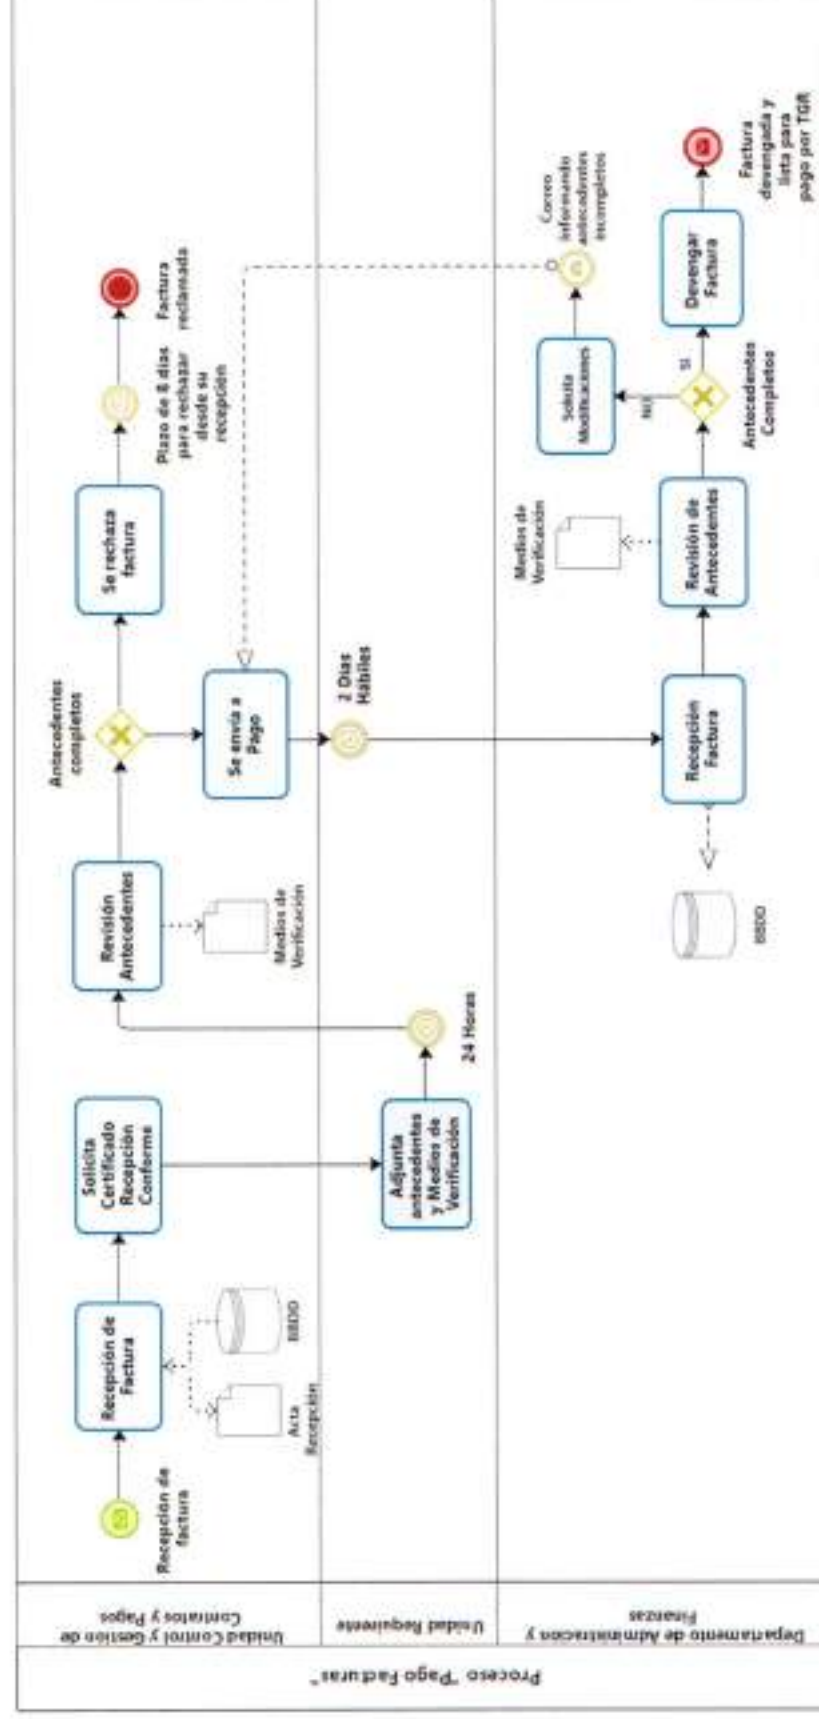 Proceso "Pago Facturas"
Unidad Control y Gestión de
Contratos y Pagos
Recepción de
factura
Recepción de
Factura
Acta
Recepción
BBDD
Solicita
Certificado
Recepción
Conforme
Revisión
Antecedentes
Medios de
Verificación
Antecedentes
completos
Se rechaza
factura
Plazo de 8 días
para rechazar
desde su
recepción
Factura
reclamada
Se envía a
Pago
Unidad Requirente
Adjunta
antecedentes
y Medios de
Verificación
24 Horas
2 Días
Hábiles
Departamento de Administracion y
Finanzas
BBDD
Recepción
Factura
Revisión de
Antecedentes
Medios de
Verificación
Antecedentes
Completos
NO
SI
Solicita
Modificaciones
Correo
informando
antecedentes
incompletos
Devengar
Factura
Factura
devengada y
lista para
pago por TGR